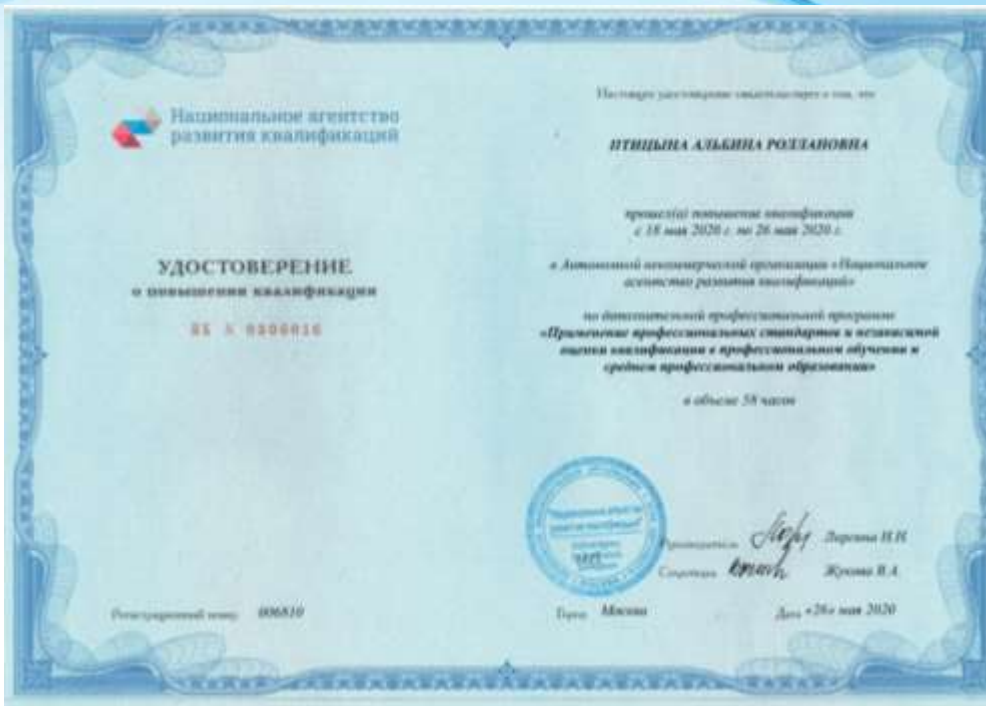 Национальное агентство
развития квалификаций
УДОСТОВЕРЕНИЕ
о повышении квалификации
Регистрационный номер 006810
Настоящее удостоверение свидетельствует о том, что
ПТИЦЫНА АЛЬБИНА РОЛЛАНОВНА
прошел(а) повышение квалификации
с 18 мая 2020 г. по 26 мая 2020 г.
в Автономной некоммерческой организации «Национальное
агентство развития квалификаций»
по дополнительной профессиональной программе
«Применение профессиональных стандартов и независимой
оценки квалификации в профессиональном обучении и
среднем профессиональном образовании»
в объеме 58 часов
Руководитель
Секретарь Жукова В.А.
Город Москва
Дата «26» мая 2020